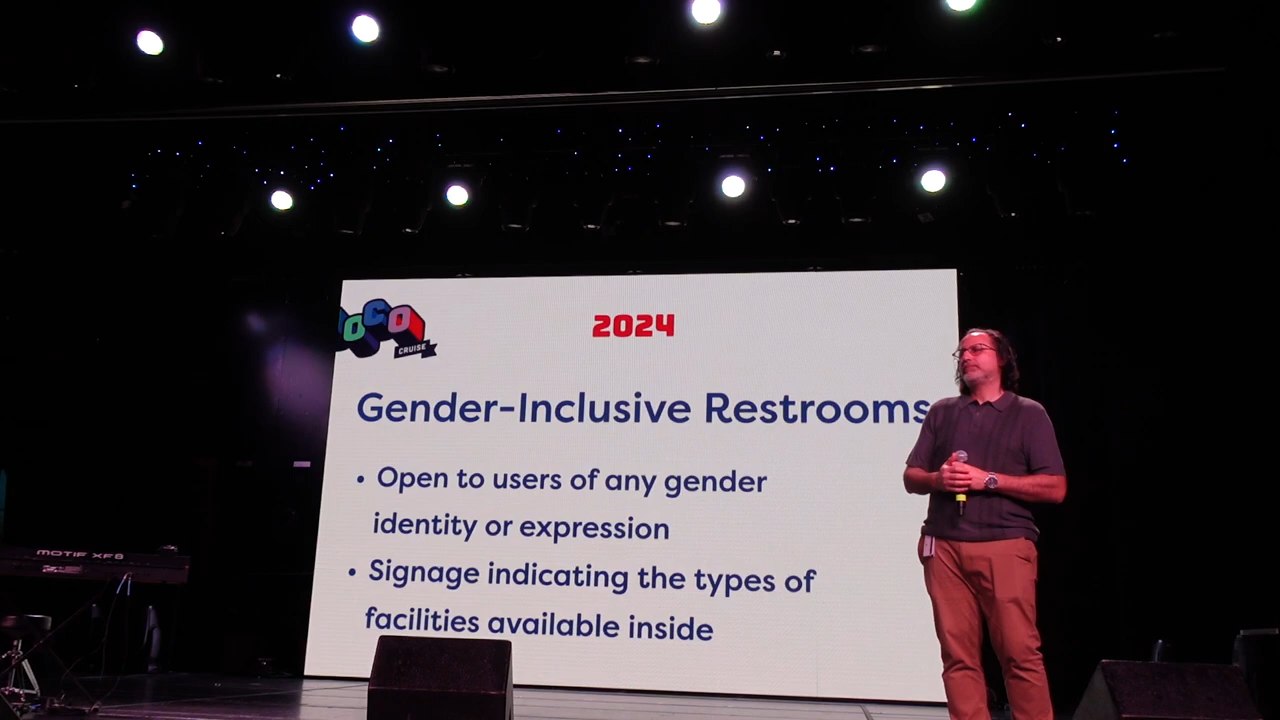 OCO
CRUISE
2024
Gender-Inclusive Restrooms
• Open to users of any gender
identity or expression
• Signage indicating the types of
facilities available inside
MOTIF XF8